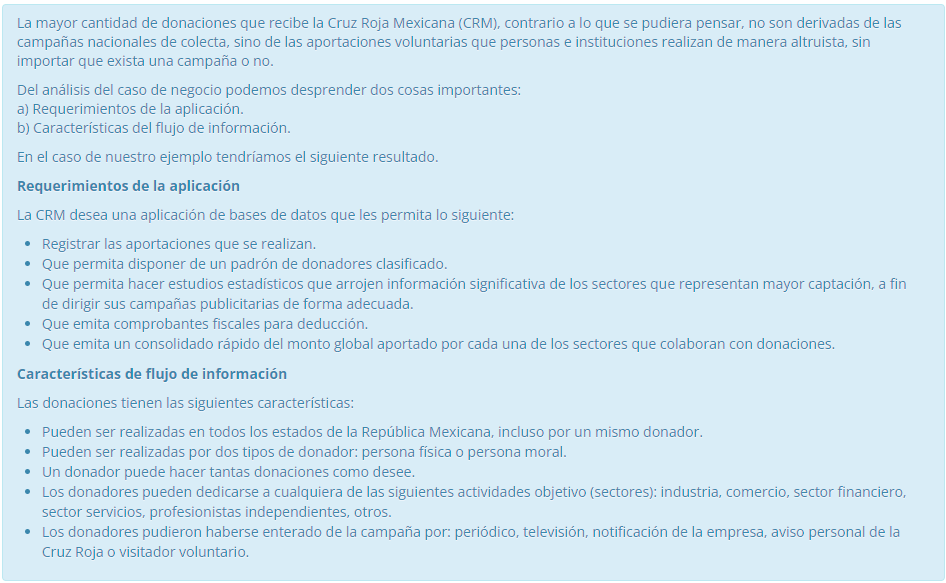 La mayor cantidad de donaciones que recibe la Cruz Roja Mexicana (CRM), contrario a lo que se pudiera pensar, no son derivadas de las
campañas nacionales de colecta, sino de las aportaciones voluntarias que personas e instituciones realizan de manera altruista, sin
importar que exista una campaña o no.
Del análisis del caso de negocio podemos desprender dos cosas importantes:
a) Requerimientos de la aplicación.
b) Características del flujo de información.
En el caso de nuestro ejemplo tendríamos el siguiente resultado.
Requerimientos de la aplicación
La CRM desea una aplicación de bases de datos que les permita lo siguiente:
• Registrar las aportaciones que se realizan.
• Que permita disponer de un padrón de donadores clasificado.
• Que permita hacer estudios estadísticos que arrojen información significativa de los sectores que representan mayor captación, a fin
de dirigir sus campañas publicitarias de forma adecuada.
• Que emita comprobantes fiscales para deducción.
• Que emita un consolidado rápido del monto global aportado por cada una de los sectores que colaboran con donaciones.
Características de flujo de información
Las donaciones tienen las siguientes características:
• Pueden ser realizadas en todos los estados de la República Mexicana, incluso por un mismo donador.
• Pueden ser realizadas por dos tipos de donador: persona física o persona moral.
• Un donador puede hacer tantas donaciones como desee.
• Los donadores pueden dedicarse a cualquiera de las siguientes actividades objetivo (sectores): industria, comercio, sector financiero,
sector servicios, profesionistas independientes, otros.
• Los donadores pudieron haberse enterado de la campaña por: periódico, televisión, notificación de la empresa, aviso personal de la
Cruz Roja o visitador voluntario.